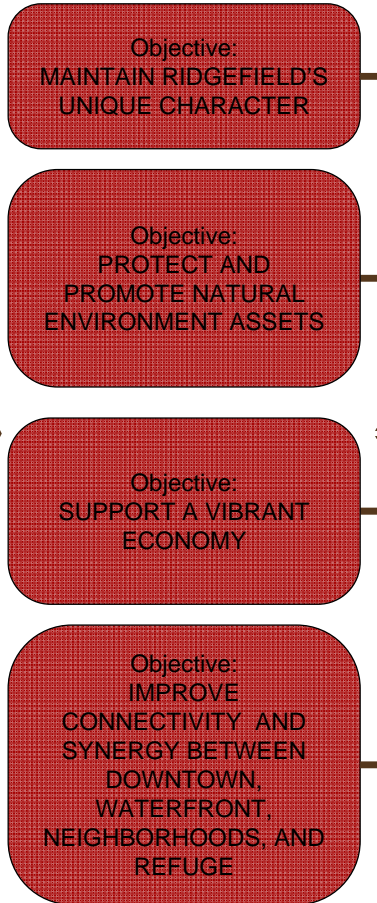 Objective:
MAINTAIN RIDGEFIELD'S
UNIQUE CHARACTER
Objective:
PROTECT AND
PROMOTE NATURAL
ENVIRONMENT ASSETS
Objective:
SUPPORT A VIBRANT
ECONOMY
Objective:
IMPROVE
CONNECTIVITY AND
SYNERGY BETWEEN
DOWNTOWN,
WATERFRONT,
NEIGHBORHOODS, AND
REFUGE